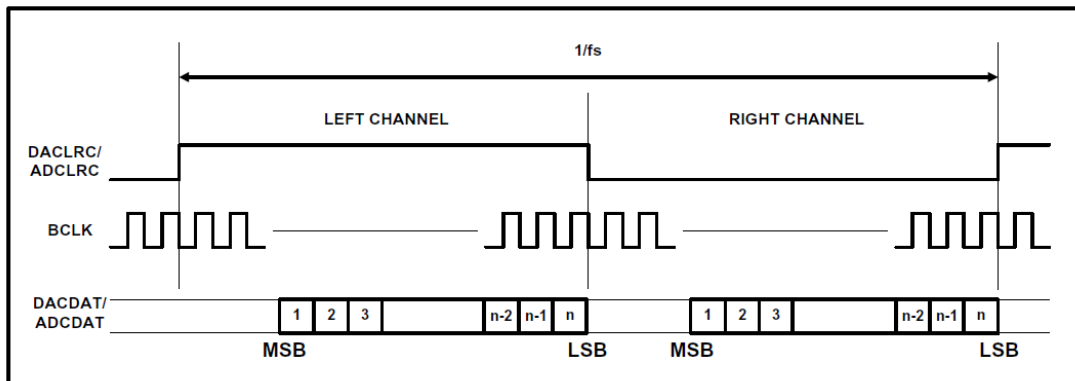 1/fs
LEFT CHANNEL RIGHT CHANNEL
DACLRC/
ADCLRC
BCLK
DACDAT/
ADCDAT
1 2 3 n-2 n-1 n 1 2 3 n-2 n-1 n
MSB LSB MSB LSB